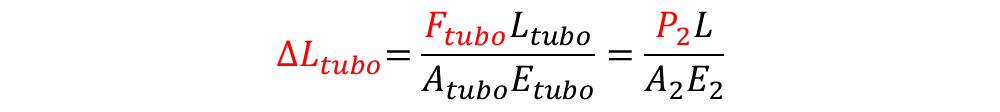 ΔL_tubo = (F_tubo L_tubo) / (A_tubo E_tubo) = (P_2 L) / (A_2 E_2)